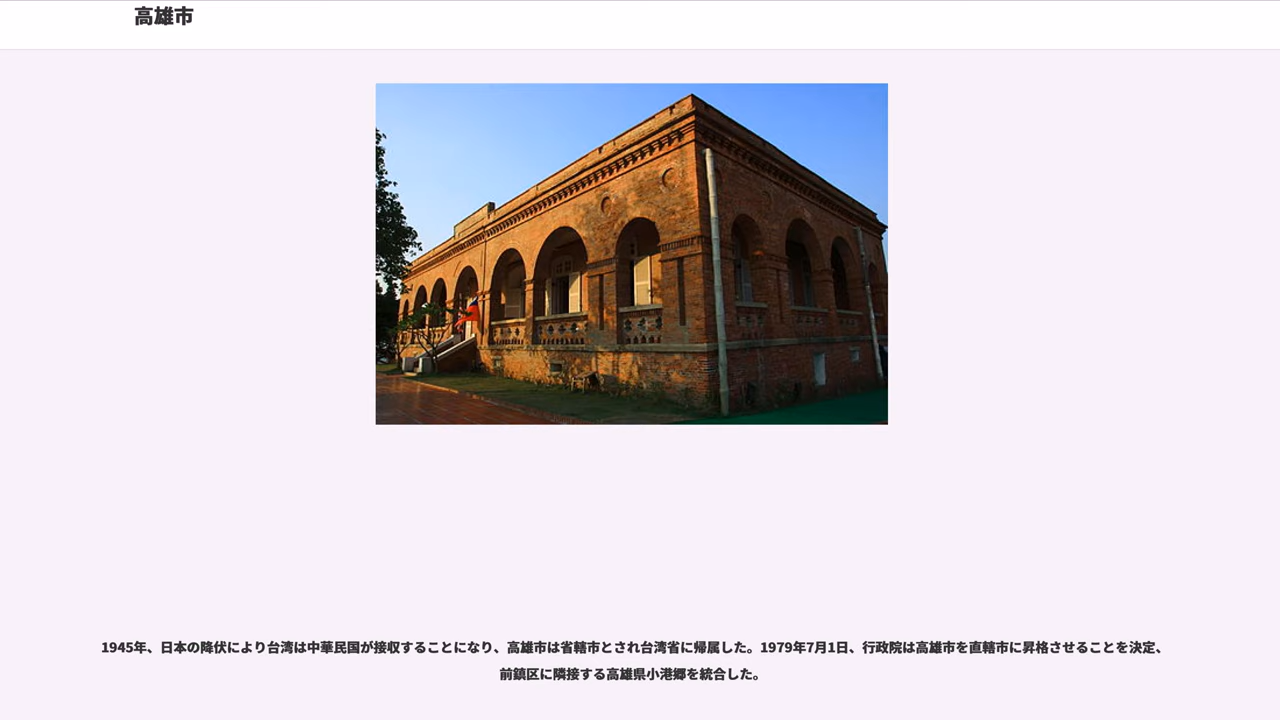 高雄市
1945年、日本の降伏により台湾は中華民国が接収することになり、高雄市は省轄市とされ台湾省に帰属した。1979年7月1日、行政院は高雄市を直轄市に昇格させることを決定、
前鎮区に隣接する高雄県小港郷を統合した。